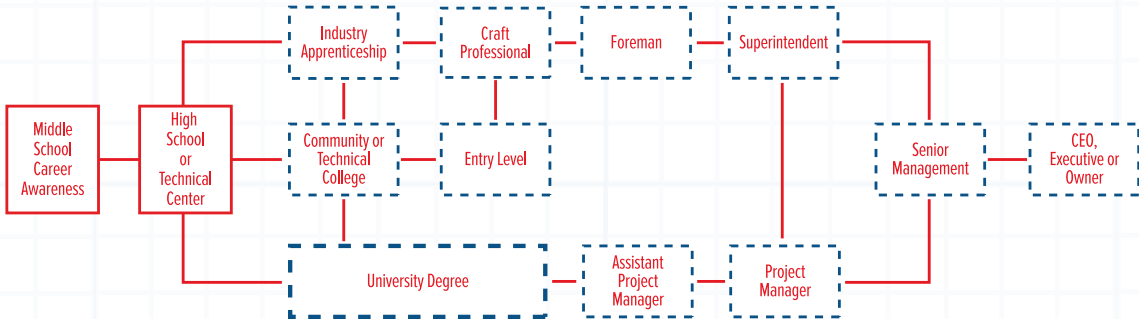 Industry
Apprenticeship
Craft
Professional
Foreman
Superintendent
Middle
School
Career
Awareness
High
School
or
Technical
Center
Community or
Technical
College
Entry Level
Senior
Management
CEO,
Executive or
Owner
University Degree
Assistant
Project
Manager
Project
Manager